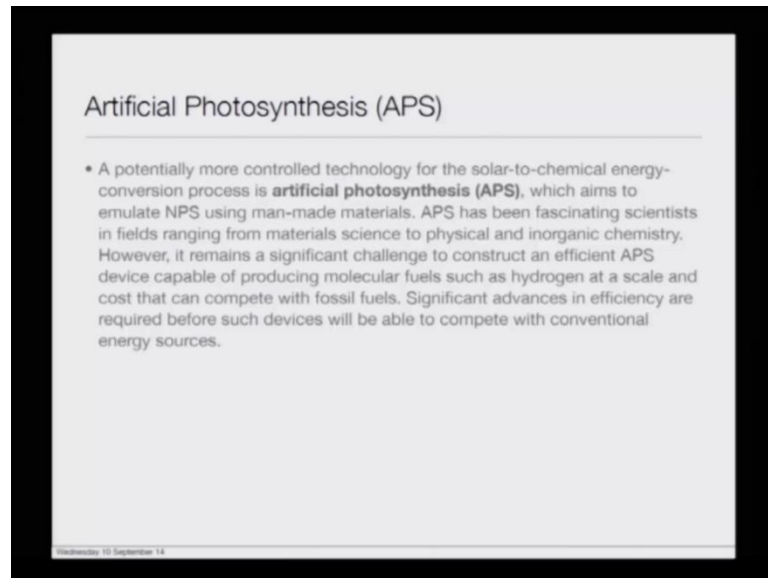 Artificial Photosynthesis (APS)
• A potentially more controlled technology for the solar-to-chemical energy-
conversion process is artificial photosynthesis (APS), which aims to
emulate NPS using man-made materials. APS has been fascinating scientists
in fields ranging from materials science to physical and inorganic chemistry.
However, it remains a significant challenge to construct an efficient APS
device capable of producing molecular fuels such as hydrogen at a scale and
cost that can compete with fossil fuels. Significant advances in efficiency are
required before such devices will be able to compete with conventional
energy sources.
Wednesday 10 September 14